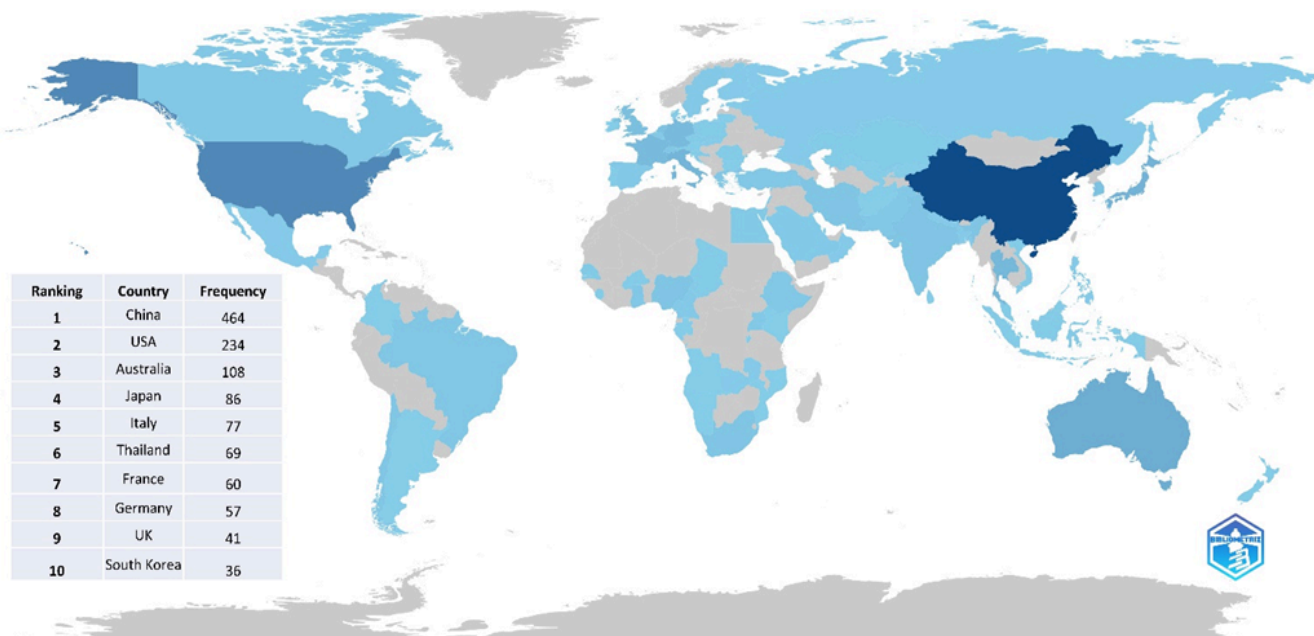 Ranking Country Frequency
1 China 464
2 USA 234
3 Australia 108
4 Japan 86
5 Italy 77
6 Thailand 69
7 France 60
8 Germany 57
9 UK 41
10 South Korea 36
BIBLIOMETRIX